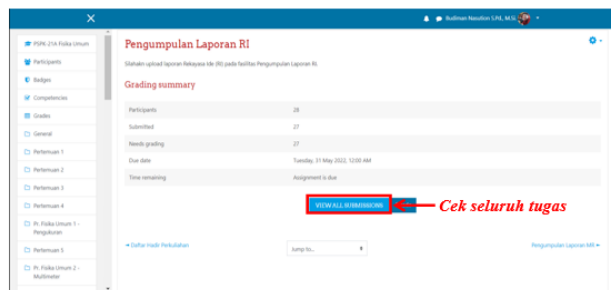 Budiman Nasution S.Pd., M.Si.
PSPK-21A Fisika Umum
Participants
Badges
Competencies
Grades
General
Pertemuan 1
Pertemuan 2
Pertemuan 3
Pertemuan 4
Pr. Fisika Umum 1 -
Pengukuran
Pertemuan 5
Pr. Fisika Umum 2 -
Multimeter
Pengumpulan Laporan RI
Silahakn upload laporan Rekayasa Ide (RI) pada fasilitas Pengumpulan Laporan RI.
Grading summary
Participants 28
Submitted 27
Needs grading 27
Due date Tuesday, 31 May 2022, 12:00 AM
Time remaining Assignment is due
VIEW ALL SUBMISSIONS
Cek seluruh tugas
◄ Daftar Hadir Perkuliahan
Jump to...
Pengumpulan Laporan MR ►